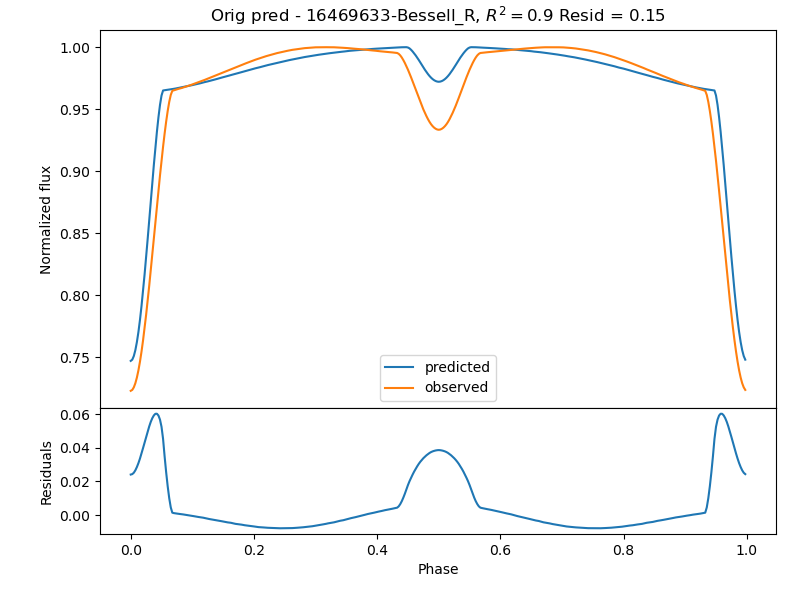 Orig pred - 16469633-Bessell_R, R² = 0.9 Resid = 0.15
1.00
0.95
0.90
0.85
0.80
0.75
Normalized flux
predicted
observed
0.06
0.04
0.02
0.00
Residuals
0.0 0.2 0.4 0.6 0.8 1.0
Phase